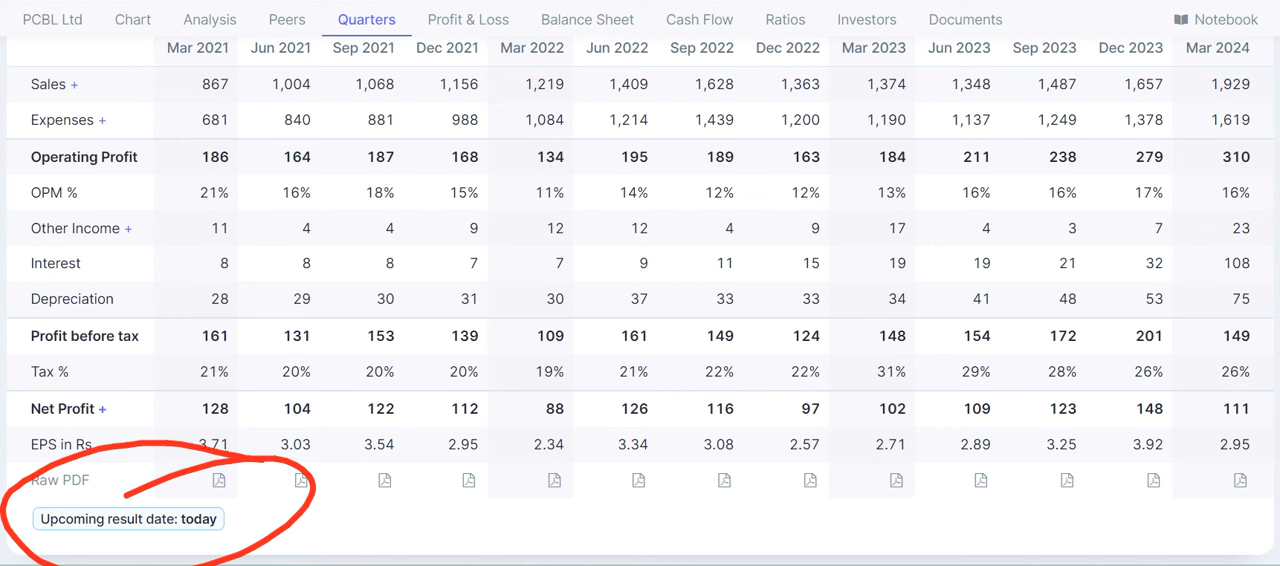 PCBL Ltd Chart Analysis Peers Quarters Profit & Loss Balance Sheet Cash Flow Ratios Investors Documents Notebook
Mar 2021 Jun 2021 Sep 2021 Dec 2021 Mar 2022 Jun 2022 Sep 2022 Dec 2022 Mar 2023 Jun 2023 Sep 2023 Dec 2023 Mar 2024
Sales + 867 1,004 1,068 1,156 1,219 1,409 1,628 1,363 1,374 1,348 1,487 1,657 1,929
Expenses + 681 840 881 988 1,084 1,214 1,439 1,200 1,190 1,137 1,249 1,378 1,619
Operating Profit 186 164 187 168 134 195 189 163 184 211 238 279 310
OPM % 21% 16% 18% 15% 11% 14% 12% 12% 13% 16% 16% 17% 16%
Other Income + 11 4 4 9 12 12 4 9 17 4 3 7 23
Interest 8 8 8 7 7 9 11 15 19 19 21 32 108
Depreciation 28 29 30 31 30 37 33 33 34 41 48 53 75
Profit before tax 161 131 153 139 109 161 149 124 148 154 172 201 149
Tax % 21% 20% 20% 20% 19% 21% 22% 22% 31% 29% 28% 26% 26%
Net Profit + 128 104 122 112 88 126 116 97 102 109 123 148 111
EPS in Rs 3.71 3.03 3.54 2.95 2.34 3.34 3.08 2.57 2.71 2.89 3.25 3.92 2.95
Raw PDF
Upcoming result date: today